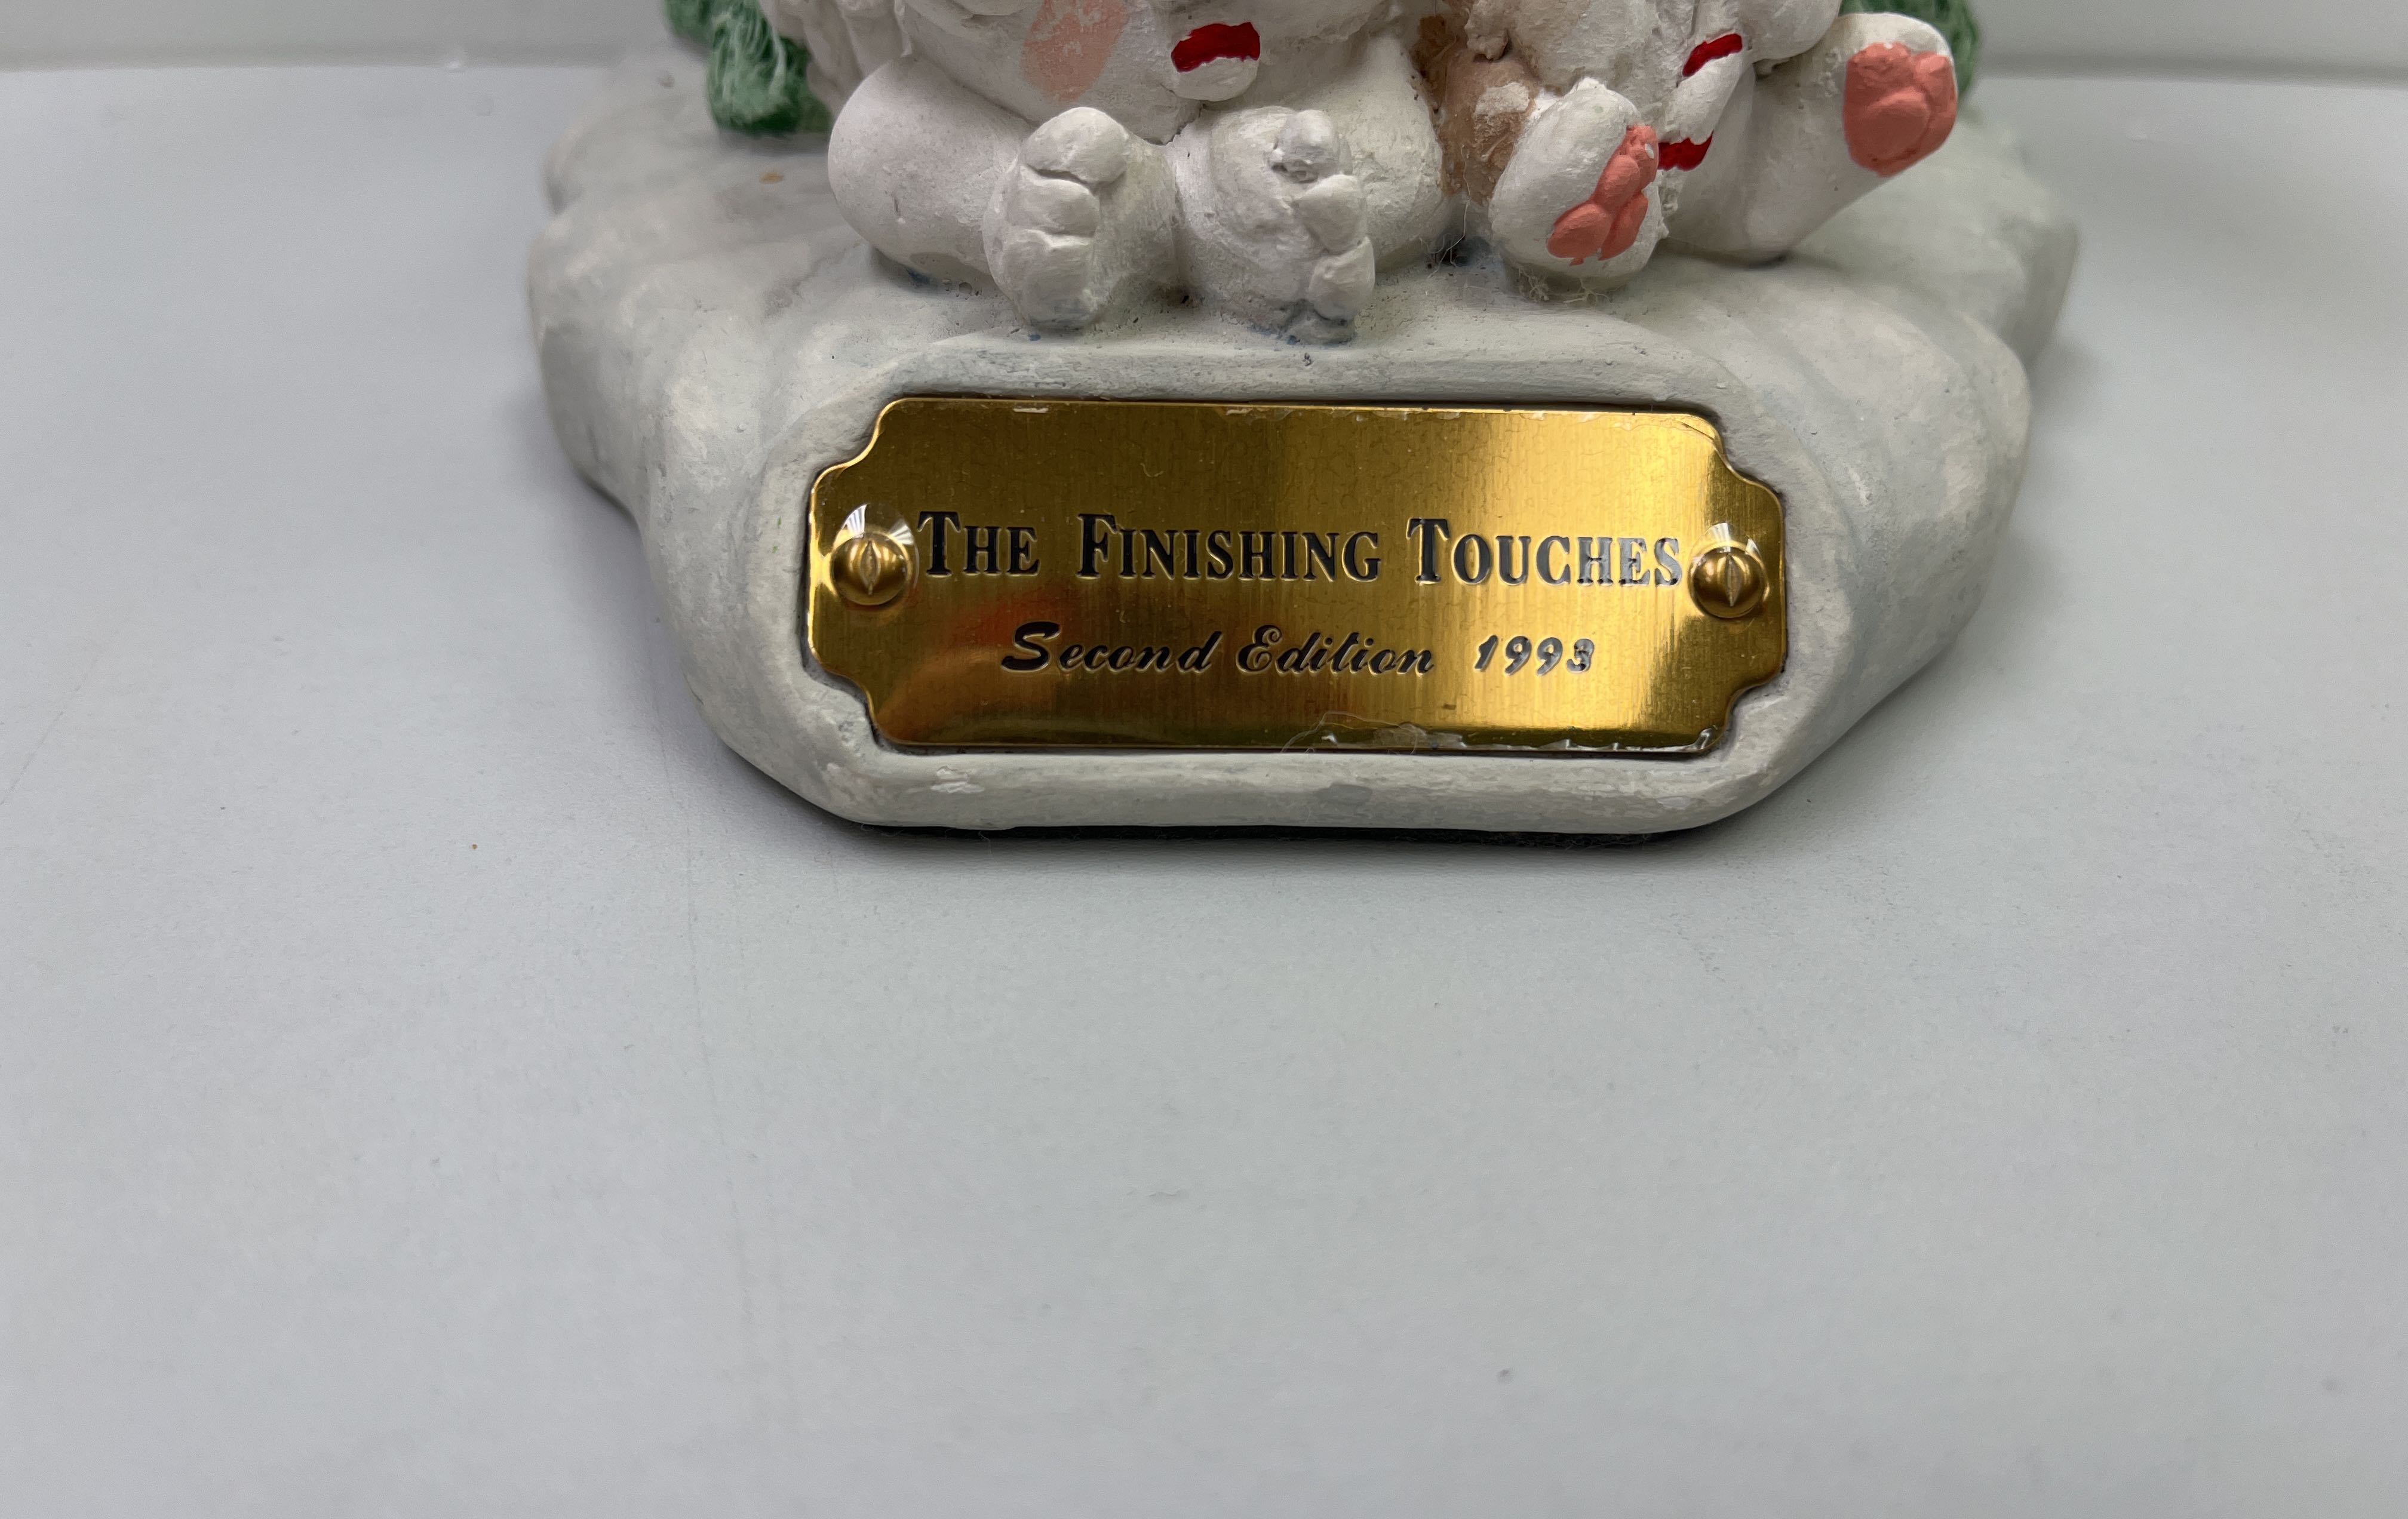 THE FINISHING TOUCHES
Second Edition 1993